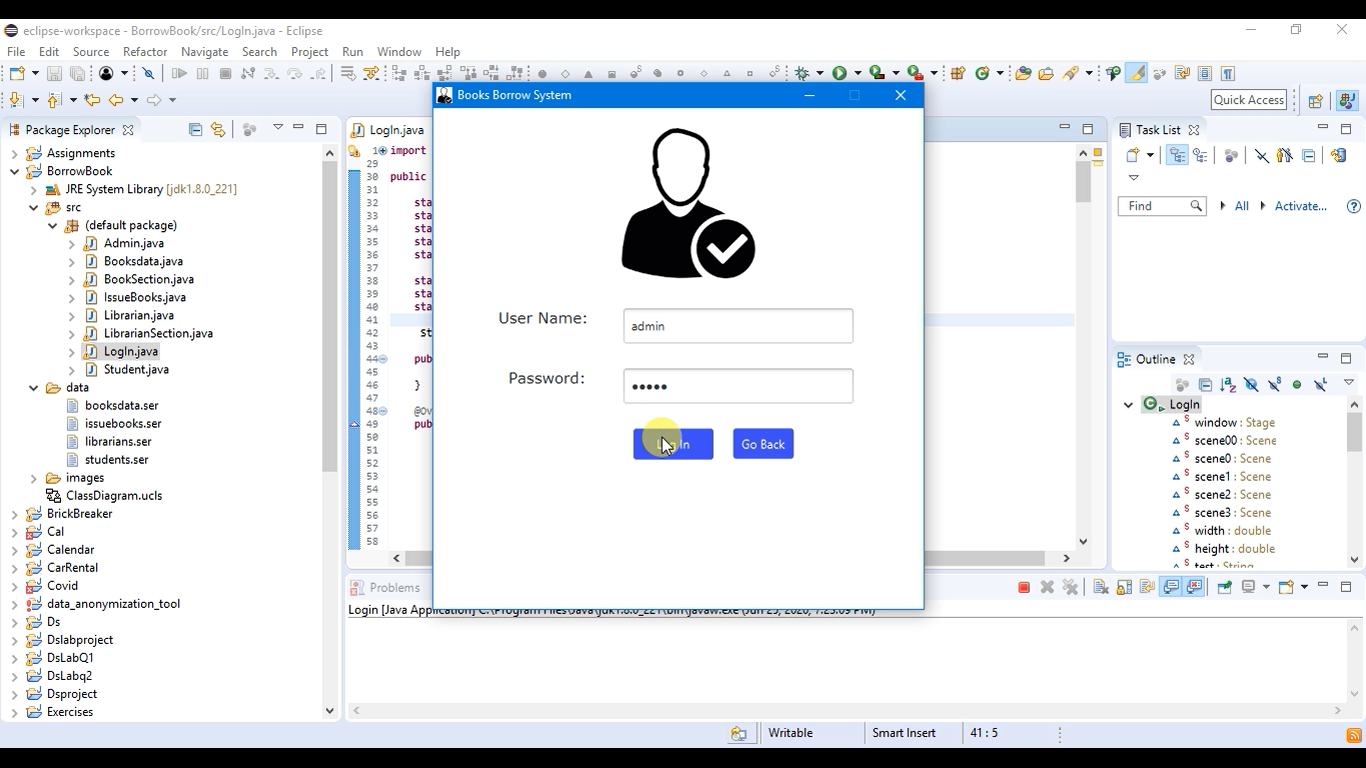 eclipse-workspace - BorrowBook/src/LogIn.java - Eclipse
File Edit Source Refactor Navigate Search Project Run Window Help
Quick Access
Package Explorer
Assignments
BorrowBook
JRE System Library [jdk1.8.0_221]
src
(default package)
Admin.java
Booksdata.java
BookSection.java
IssueBooks.java
Librarian.java
LibrarianSection.java
LogIn.java
Student.java
data
booksdata.ser
issuebooks.ser
librarians.ser
students.ser
images
ClassDiagram.ucls
BrickBreaker
Cal
Calendar
CarRental
Covid
data_anonymization_tool
Ds
Dslabproject
DsLabQ1
DsLabq2
Dsproject
Exercises
LogIn.java
1 import
29
30 public
31
32 sta
33 sta
34 sta
35 sta
36 sta
37
38 sta
39 sta
40 sta
41
42 St
43
44 pub
45
46 }
47
48 @Ov
49 pub
50
51
52
53
54
55
56
57
58
Books Borrow System
User Name:
admin
Password:
•••••
In
Go Back
Task List
Find All Activate...
Outline
LogIn
window : Stage
scene00 : Scene
scene0 : Scene
scene1 : Scene
scene2 : Scene
scene3 : Scene
width : double
height : double
test : String
Problems
Login [Java Application] C:\Program Files\Java\jdk1.8.0_221\bin\javaw.exe
Writable Smart Insert 41 : 5